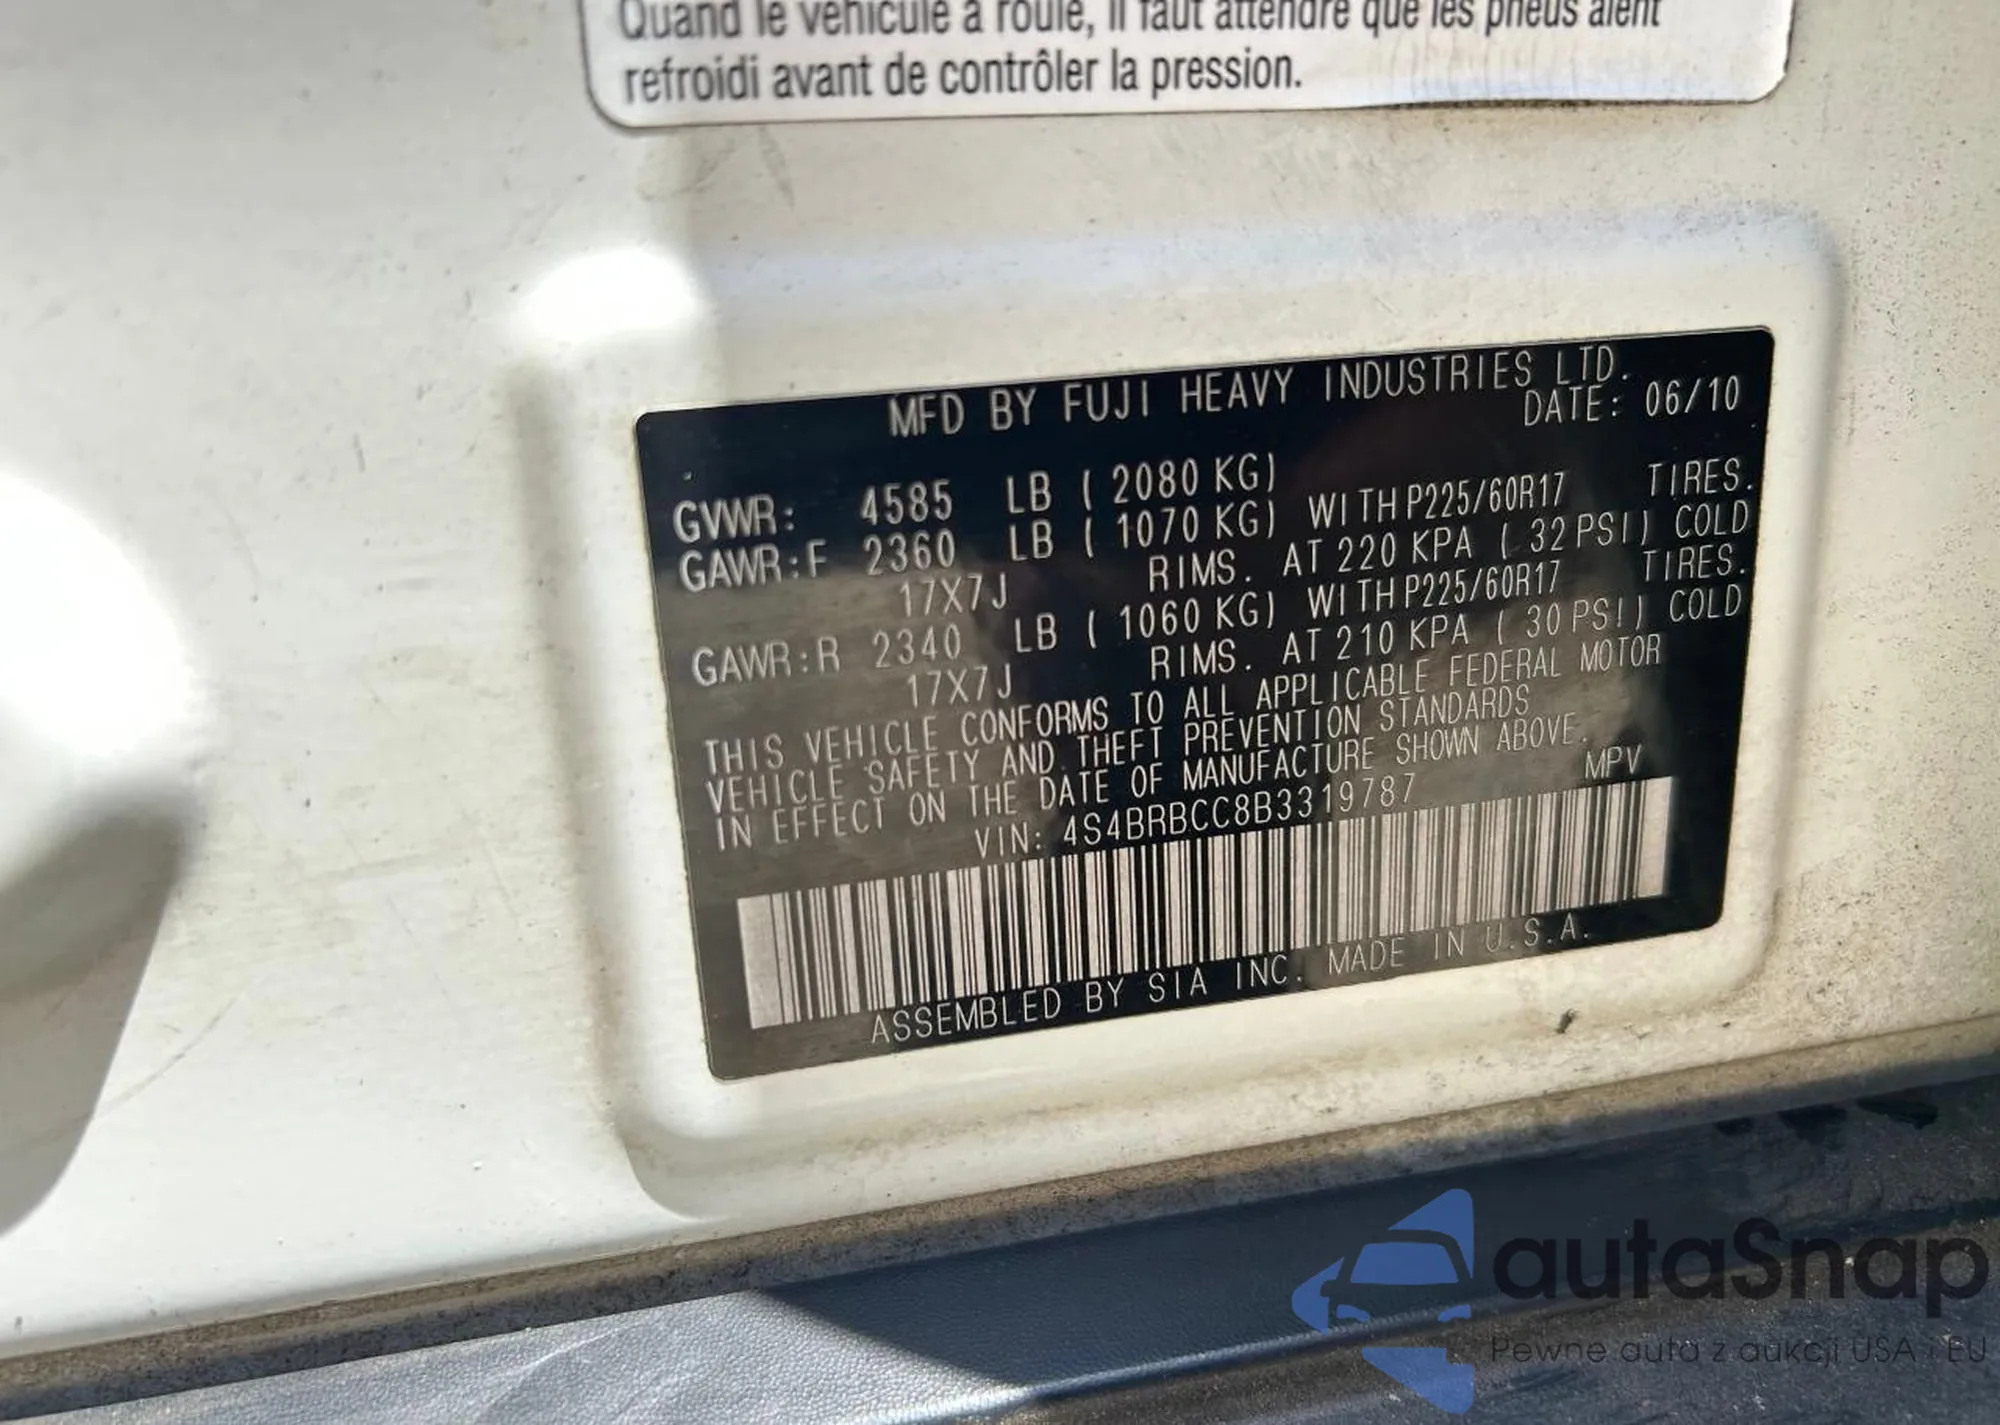 Quand le véhicule a roulé, il faut attendre que les pneus aient
refroidi avant de contrôler la pression.
MFD BY FUJI HEAVY INDUSTRIES LTD.
DATE: 06/10
GVWR: 4585 LB ( 2080 KG)
GAWR:F 2360 LB ( 1070 KG) WITH P225/60R17 TIRES.
17X7J RIMS. AT 220 KPA ( 32 PSI) COLD
GAWR:R 2340 LB ( 1060 KG) WITH P225/60R17 TIRES.
17X7J RIMS. AT 210 KPA ( 30 PSI) COLD
THIS VEHICLE CONFORMS TO ALL APPLICABLE FEDERAL MOTOR
VEHICLE SAFETY AND THEFT PREVENTION STANDARDS
IN EFFECT ON THE DATE OF MANUFACTURE SHOWN ABOVE.
VIN: 4S4BRBCC8B3319787 MPV
ASSEMBLED BY SIA INC. MADE IN U.S.A.
autaSnap
Pewne auta z aukcji USA i EU